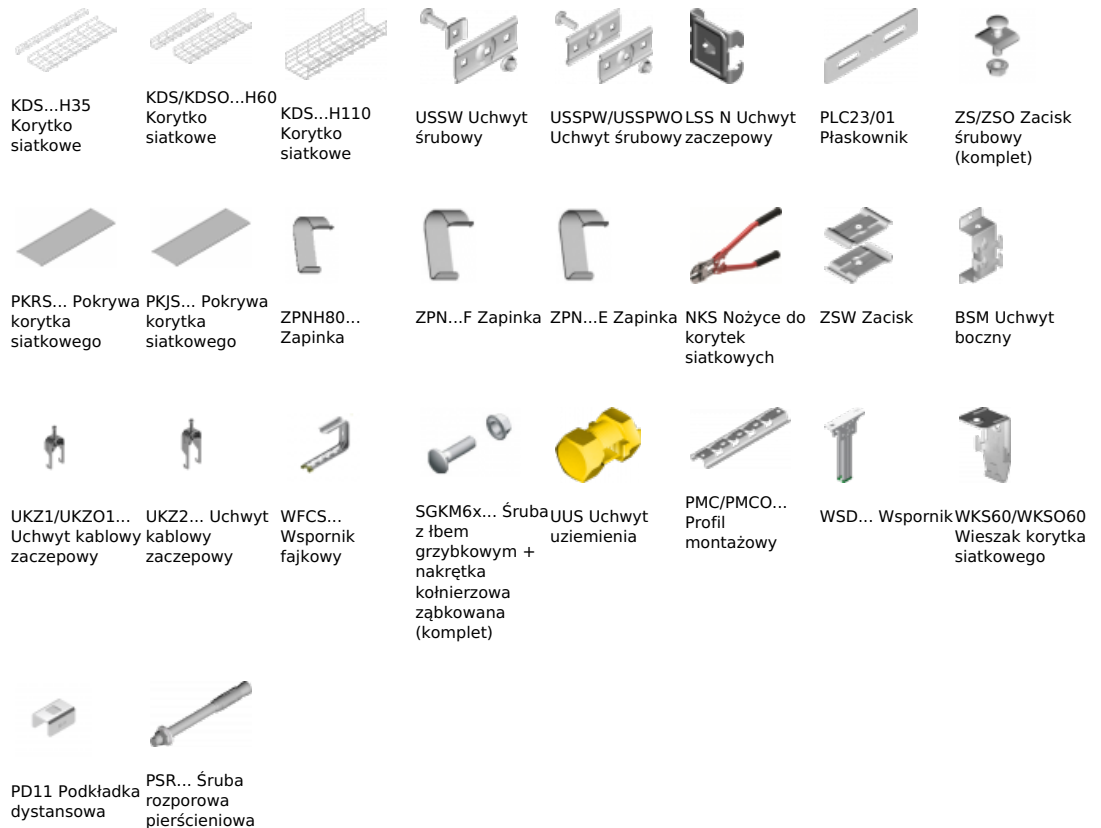 KDS...H35
Korytko
siatkowe
KDS/KDSO...H60
Korytko
siatkowe
KDS...H110
Korytko
siatkowe
USSW Uchwyt
śrubowy
USSPW/USSPWO
Uchwyt śrubowy
LSS N Uchwyt
zaczepowy
PLC23/01
Płaskownik
ZS/ZSO Zacisk
śrubowy
(komplet)
PKRS... Pokrywa
korytka
siatkowego
PKJS... Pokrywa
korytka
siatkowego
ZPNH80...
Zapinka
ZPN...F Zapinka
ZPN...E Zapinka
NKS Nożyce do
korytek
siatkowych
ZSW Zacisk
BSM Uchwyt
boczny
UKZ1/UKZO1...
Uchwyt kablowy
zaczepowy
UKZ2... Uchwyt
kablowy
zaczepowy
WFCS...
Wspornik
fajkowy
SGKM6x... Śruba
z łbem
grzybkowym +
nakrętka
kołnierzowa
ząbkowana
(komplet)
UUS Uchwyt
uziemienia
PMC/PMCO...
Profil
montażowy
WSD... Wspornik
WKS60/WKSO60
Wieszak korytka
siatkowego
PD11 Podkładka
dystansowa
PSR... Śruba
rozporowa
pierścieniowa